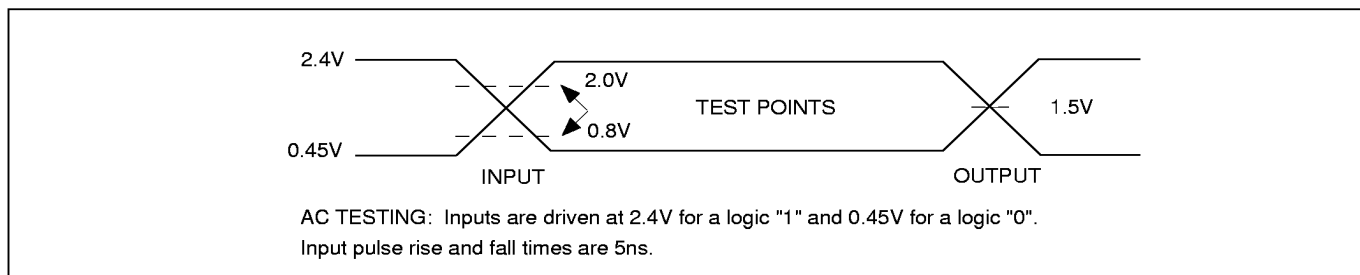 2.4V
2.0V
TEST POINTS
1.5V
0.8V
0.45V
INPUT
OUTPUT
AC TESTING: Inputs are driven at 2.4V for a logic "1" and 0.45V for a logic "0".
Input pulse rise and fall times are 5ns.